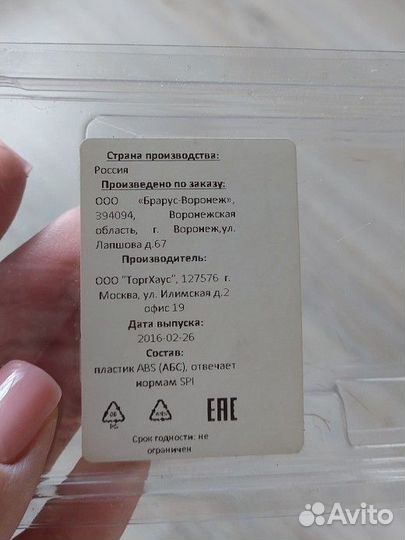 Страна производства:
Россия
Произведено по заказу:
ООО «Брарус-Воронеж»,
394094, Воронежская
область, г. Воронеж,ул.
Лапшова д.67
Производитель:
ООО "ТоргХаус", 127576 г.
Москва, ул. Илимская д.2
офис 19
Дата выпуска:
2016-02-26
Состав:
пластик ABS (АБС), отвечает
нормам SPI
EAC
Срок годности: не
ограничен
Avito